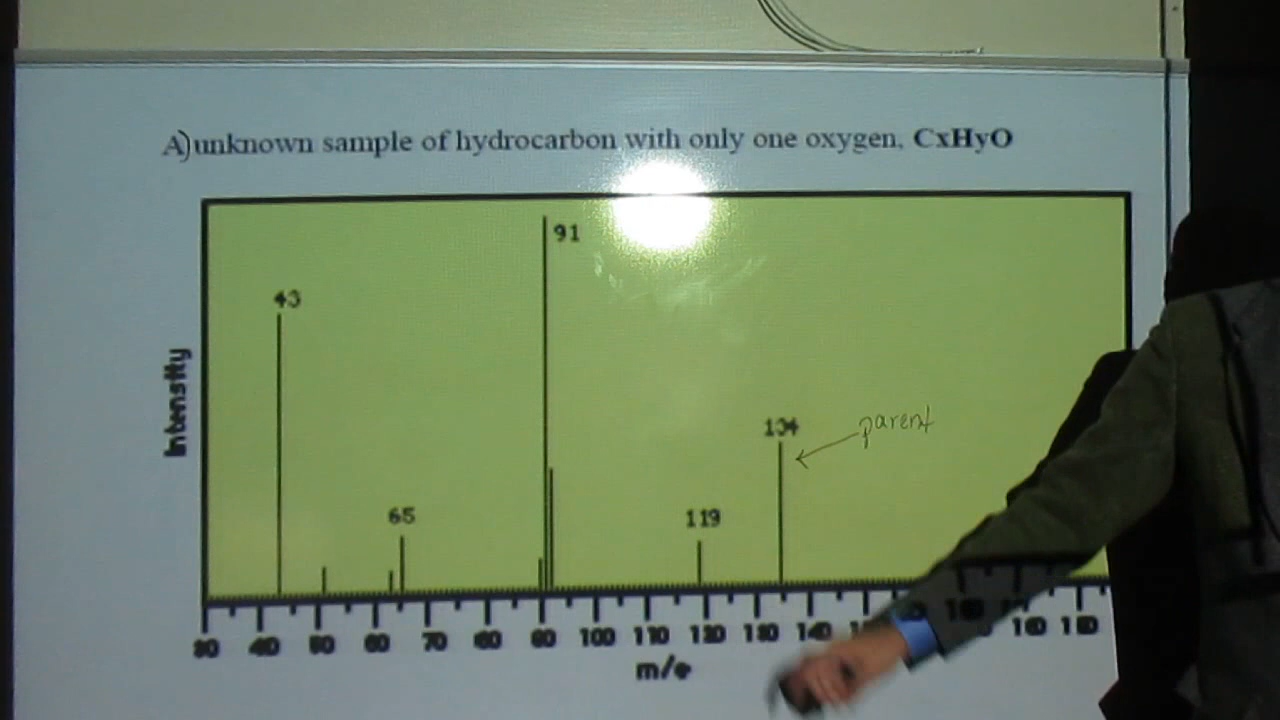 A) unknown sample of hydrocarbon with only one oxygen, CxHyO
91
43
134
parent
65
119
Intensity
30 40 50 60 70 80 90 100 110 120 130 140
m/e